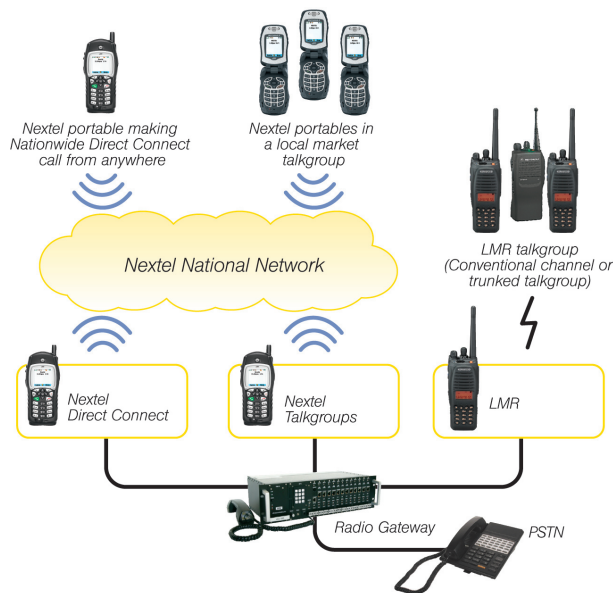 Nextel portable making
Nationwide Direct Connect
call from anywhere
Nextel portables in
a local market
talkgroup
LMR talkgroup
(Conventional channel or
trunked talkgroup)
Nextel National Network
Nextel
Direct Connect
Nextel
Talkgroups
LMR
Radio Gateway
PSTN